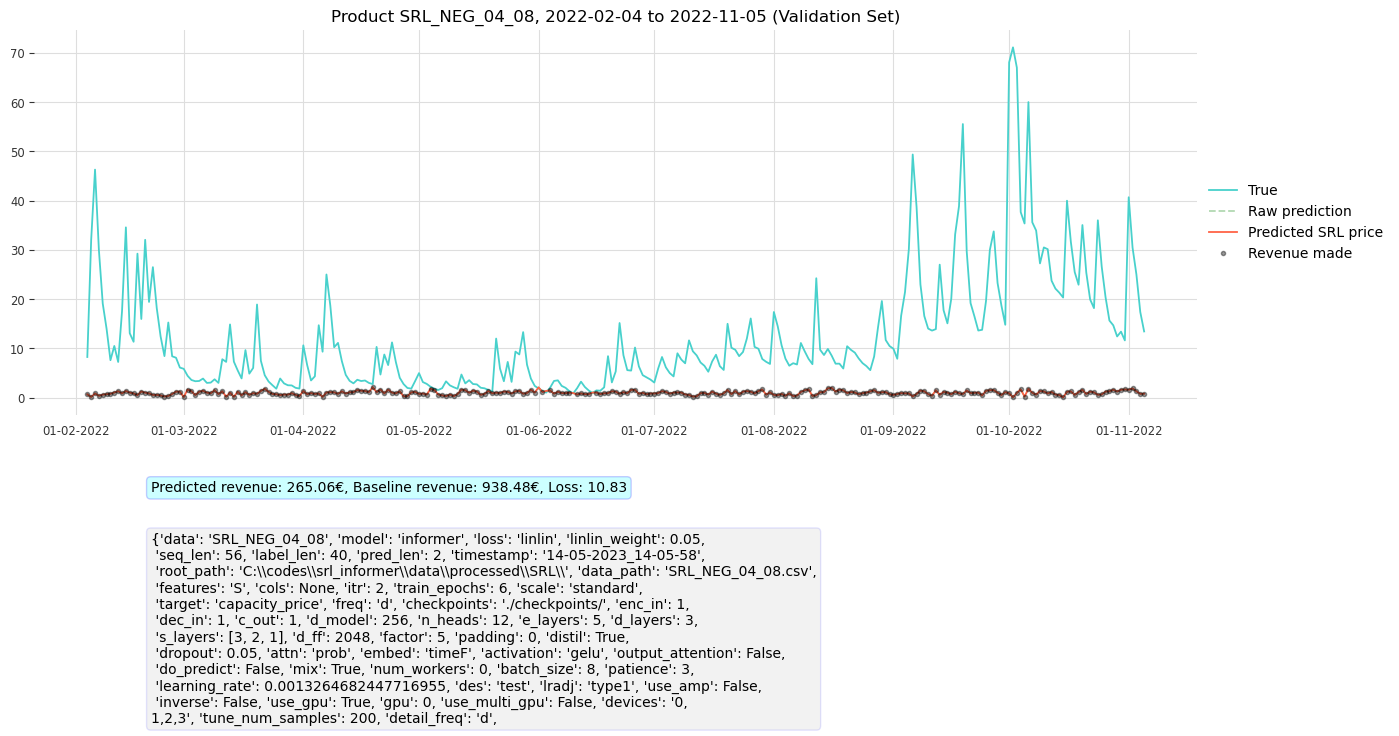 Product SRL_NEG_04_08, 2022-02-04 to 2022-11-05 (Validation Set)
70
60
50
40
30
20
10
0
01-02-2022 01-03-2022 01-04-2022 01-05-2022 01-06-2022 01-07-2022 01-08-2022 01-09-2022 01-10-2022 01-11-2022
True
Raw prediction
Predicted SRL price
Revenue made
Predicted revenue: 265.06€, Baseline revenue: 938.48€, Loss: 10.83
{'data': 'SRL_NEG_04_08', 'model': 'informer', 'loss': 'linlin', 'linlin_weight': 0.05,
'seq_len': 56, 'label_len': 40, 'pred_len': 2, 'timestamp': '14-05-2023_14-05-58',
'root_path': 'C:\\codes\\srl_informer\\data\\processed\\SRL\\', 'data_path': 'SRL_NEG_04_08.csv',
'features': 'S', 'cols': None, 'itr': 2, 'train_epochs': 6, 'scale': 'standard',
'target': 'capacity_price', 'freq': 'd', 'checkpoints': './checkpoints/', 'enc_in': 1,
'dec_in': 1, 'c_out': 1, 'd_model': 256, 'n_heads': 12, 'e_layers': 5, 'd_layers': 3,
's_layers': [3, 2, 1], 'd_ff': 2048, 'factor': 5, 'padding': 0, 'distil': True,
'dropout': 0.05, 'attn': 'prob', 'embed': 'timeF', 'activation': 'gelu', 'output_attention': False,
'do_predict': False, 'mix': True, 'num_workers': 0, 'batch_size': 8, 'patience': 3,
'learning_rate': 0.0013264682447716955, 'des': 'test', 'lradj': 'type1', 'use_amp': False,
'inverse': False, 'use_gpu': True, 'gpu': 0, 'use_multi_gpu': False, 'devices': '0,
1,2,3', 'tune_num_samples': 200, 'detail_freq': 'd',